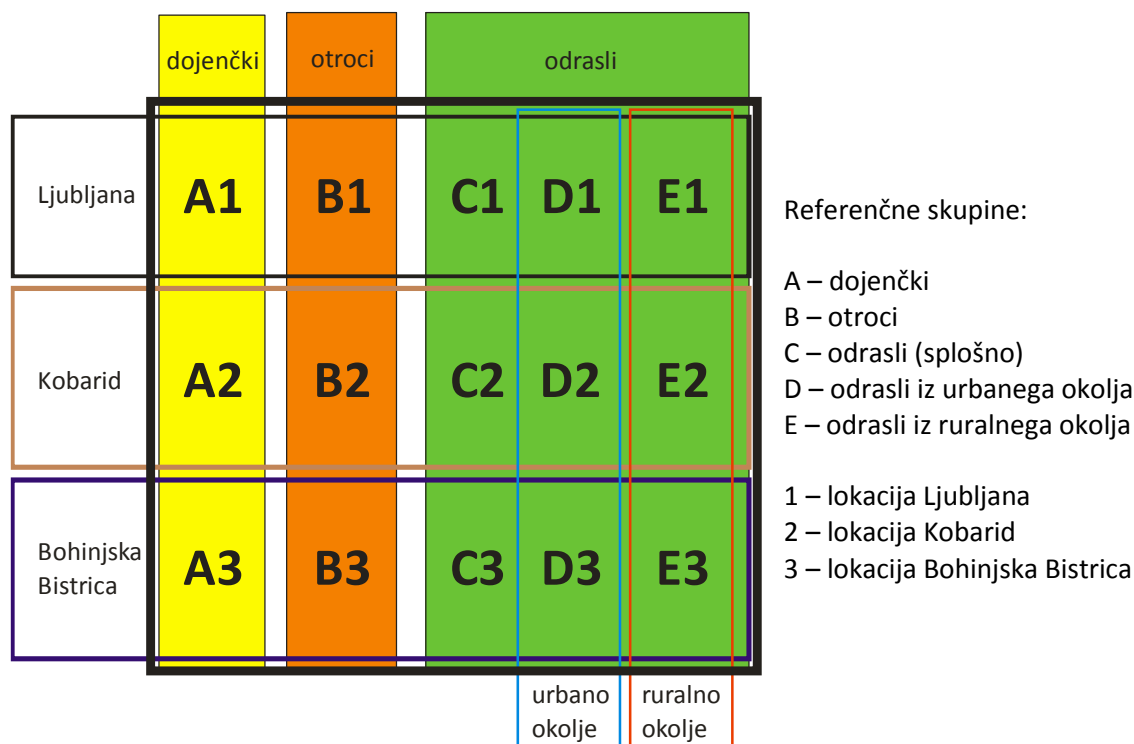 dojenčki
otroci
odrasli
Ljubljana
A1
B1
C1
D1
E1
Kobarid
A2
B2
C2
D2
E2
Bohinjska
Bistrica
A3
B3
C3
D3
E3
urbano
okolje
ruralno
okolje
Referenčne skupine:
A – dojenčki
B – otroci
C – odrasli (splošno)
D – odrasli iz urbanega okolja
E – odrasli iz ruralnega okolja
1 – lokacija Ljubljana
2 – lokacija Kobarid
3 – lokacija Bohinjska Bistrica